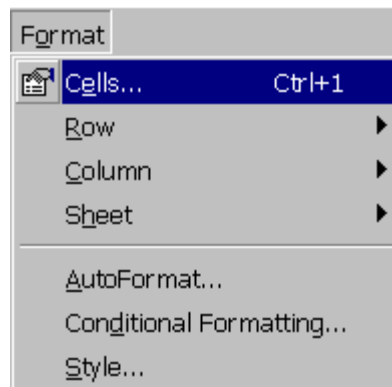 Format
Cells... Ctrl+1
Row
Column
Sheet
AutoFormat...
Conditional Formatting...
Style...